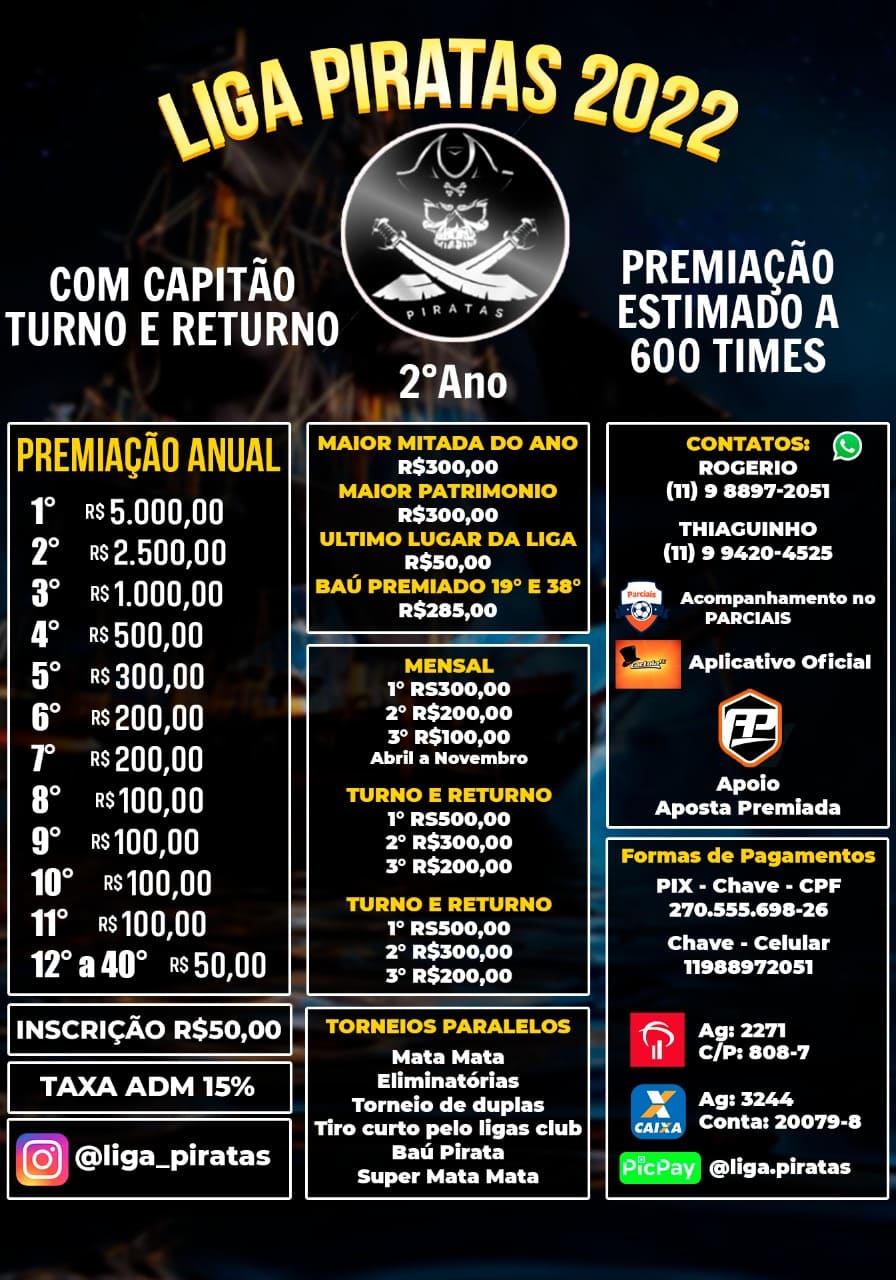 LIGA PIRATAS 2022
PIRATAS
COM CAPITÃO
TURNO E RETURNO
2°Ano
PREMIAÇÃO
ESTIMADO A
600 TIMES
PREMIAÇÃO ANUAL
1° R$ 5.000,00
2° R$ 2.500,00
3° R$ 1.000,00
4° R$ 500,00
5° R$ 300,00
6° R$ 200,00
7° R$ 200,00
8° R$ 100,00
9° R$ 100,00
10° R$ 100,00
11° R$ 100,00
12° a 40° R$ 50,00
INSCRIÇÃO R$50,00
TAXA ADM 15%
@liga_piratas
MAIOR MITADA DO ANO
R$300,00
MAIOR PATRIMONIO
R$300,00
ULTIMO LUGAR DA LIGA
R$50,00
BAÚ PREMIADO 19° E 38°
R$285,00
MENSAL
1° RS300,00
2° R$200,00
3° R$100,00
Abril a Novembro
TURNO E RETURNO
1° RS500,00
2° R$300,00
3° R$200,00
TURNO E RETURNO
1° RS500,00
2° R$300,00
3° R$200,00
TORNEIOS PARALELOS
Mata Mata
Eliminatórias
Torneio de duplas
Tiro curto pelo ligas club
Baú Pirata
Super Mata Mata
CONTATOS:
ROGERIO
(11) 9 8897-2051
THIAGUINHO
(11) 9 9420-4525
Parciais
Acompanhamento no
PARCIAIS
Aplicativo Oficial
AP
Apoio
Aposta Premiada
Formas de Pagamentos
PIX - Chave - CPF
270.555.698-26
Chave - Celular
11988972051
Ag: 2271
C/P: 808-7
CAIXA
Ag: 3244
Conta: 20079-8
PicPay @liga.piratas